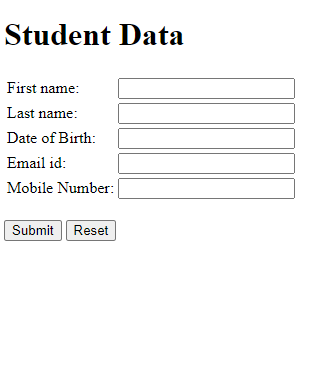 Student Data
First name:
Last name:
Date of Birth:
Email id:
Mobile Number:
Submit Reset